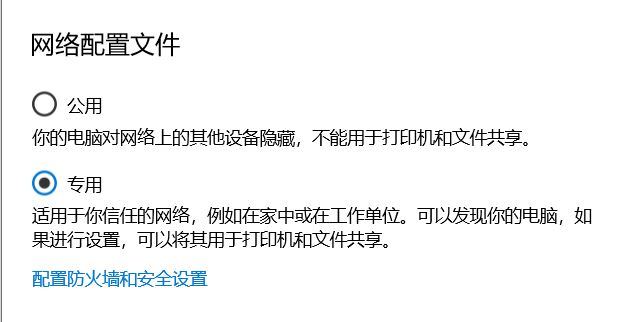 网络配置文件
公用
你的电脑对网络上的其他设备隐藏，不能用于打印机和文件共享。
专用
适用于你信任的网络，例如在家中或在工作单位。可以发现你的电脑，如
果进行设置，可以将其用于打印机和文件共享。
配置防火墙和安全设置